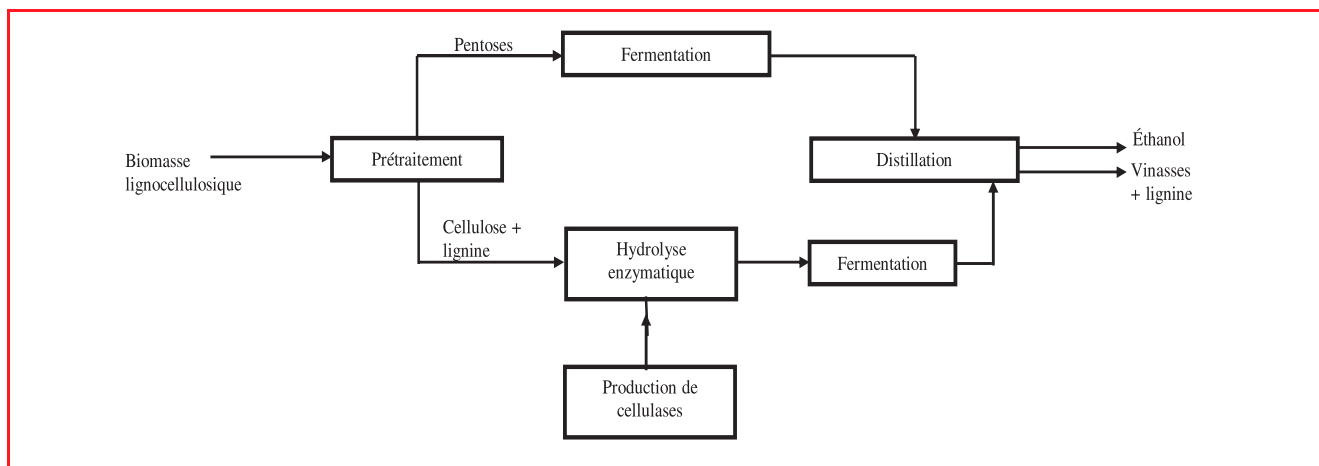 Pentoses
Fermentation
Biomasse
lignocellulosique
Prétraitement
Distillation
Éthanol
Vinasses
+ lignine
Cellulose +
lignine
Hydrolyse
enzymatique
Fermentation
Production de
cellulases